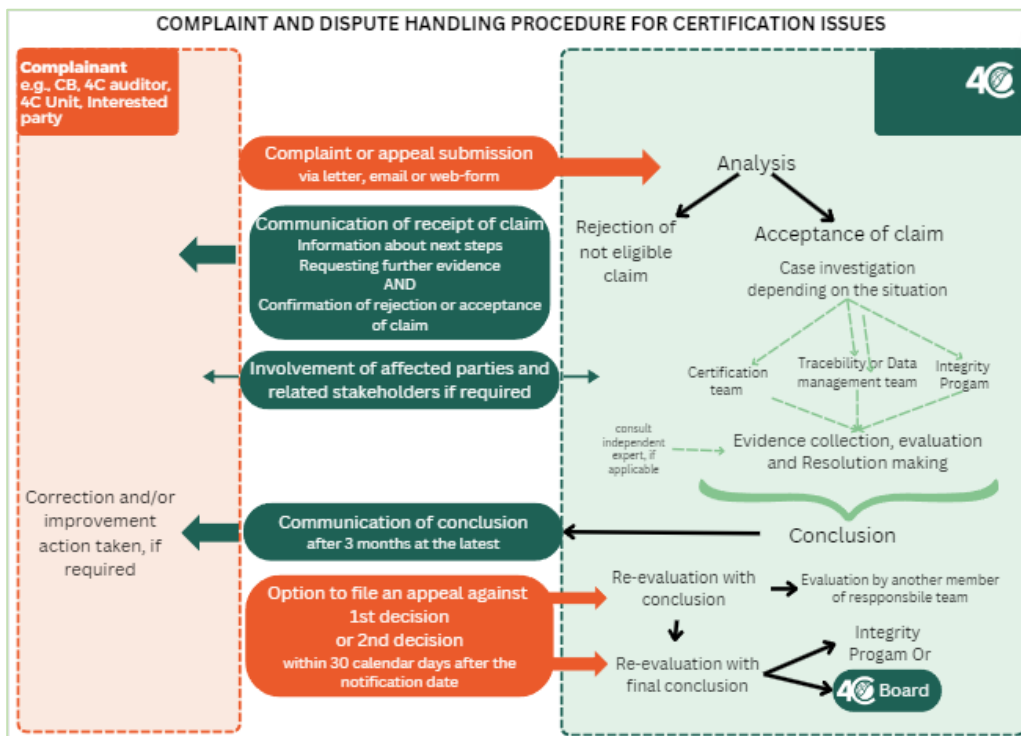 COMPLAINT AND DISPUTE HANDLING PROCEDURE FOR CERTIFICATION ISSUES
Complainant
e.g., CB, 4C auditor,
4C Unit, Interested
party
4C
Complaint or appeal submission
via letter, email or web-form
Analysis
Communication of receipt of claim
Information about next steps
Requesting further evidence
AND
Confirmation of rejection or acceptance
of claim
Rejection of
not eligible
claim
Acceptance of claim
Case investigation
depending on the situation
Involvement of affected parties and
related stakeholders if required
Certification
team
Tracebility or Data
management team
Integrity
Progam
consult
independent
expert, if
applicable
Evidence collection, evaluation
and Resolution making
Correction and/or
improvement
action taken, if
required
Communication of conclusion
after 3 months at the latest
Conclusion
Option to file an appeal against
1st decision
or 2nd decision
within 30 calendar days after the
notification date
Re-evaluation with
conclusion
Evaluation by another member
of respponsbile team
Re-evaluation with
final conclusion
Integrity
Progam Or
4C Board